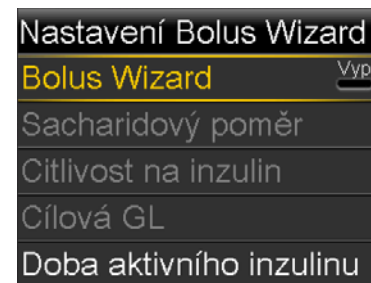 Nastavení Bolus Wizard
Bolus Wizard Vyp
Sacharidový poměr
Citlivost na inzulin
Cílová GL
Doba aktivního inzulinu